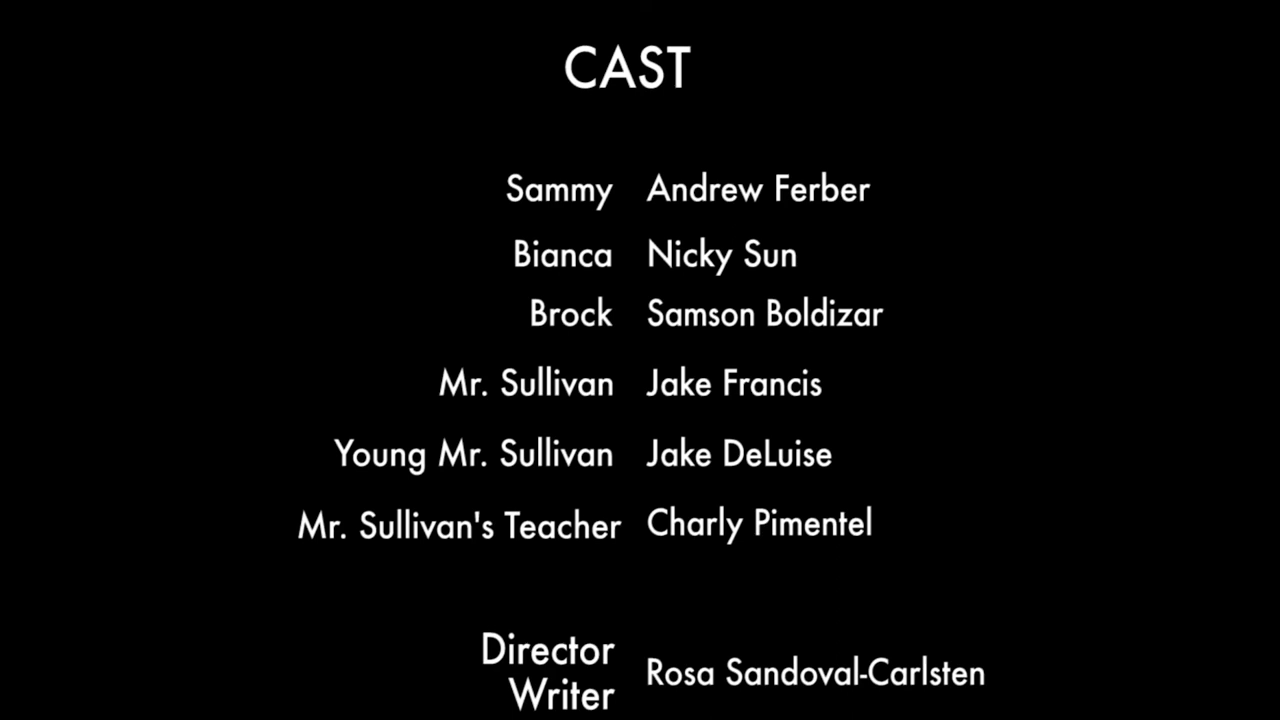 CAST
Sammy Andrew Ferber
Bianca Nicky Sun
Brock Samson Boldizar
Mr. Sullivan Jake Francis
Young Mr. Sullivan Jake DeLuise
Mr. Sullivan's Teacher Charly Pimentel
Director
Writer
Rosa Sandoval-Carlsten